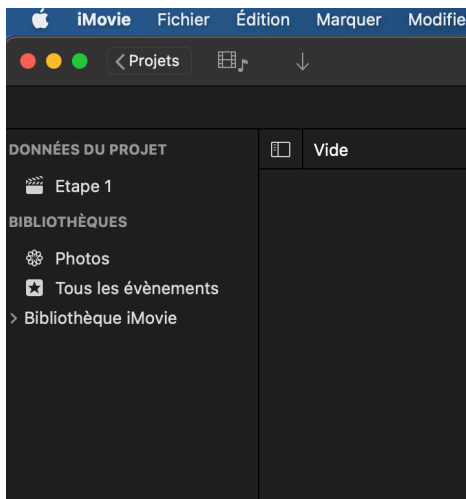 iMovie Fichier Édition Marquer Modifie
Projets
DONNÉES DU PROJET
Vide
Etape 1
BIBLIOTHÈQUES
Photos
Tous les évènements
Bibliothèque iMovie